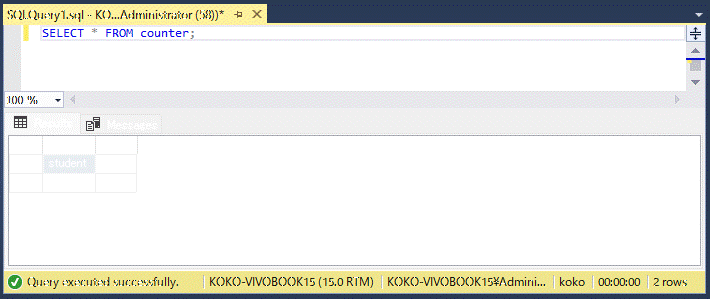 SQLQuery1.sql - KO...Administrator (58))*
SELECT * FROM counter;
100 %
Results Messages
student
Query executed successfully.
KOKO-VIVOBOOK15 (15.0 RTM)
KOKO-VIVOBOOK15¥Admini...
koko
00:00:00
2 rows